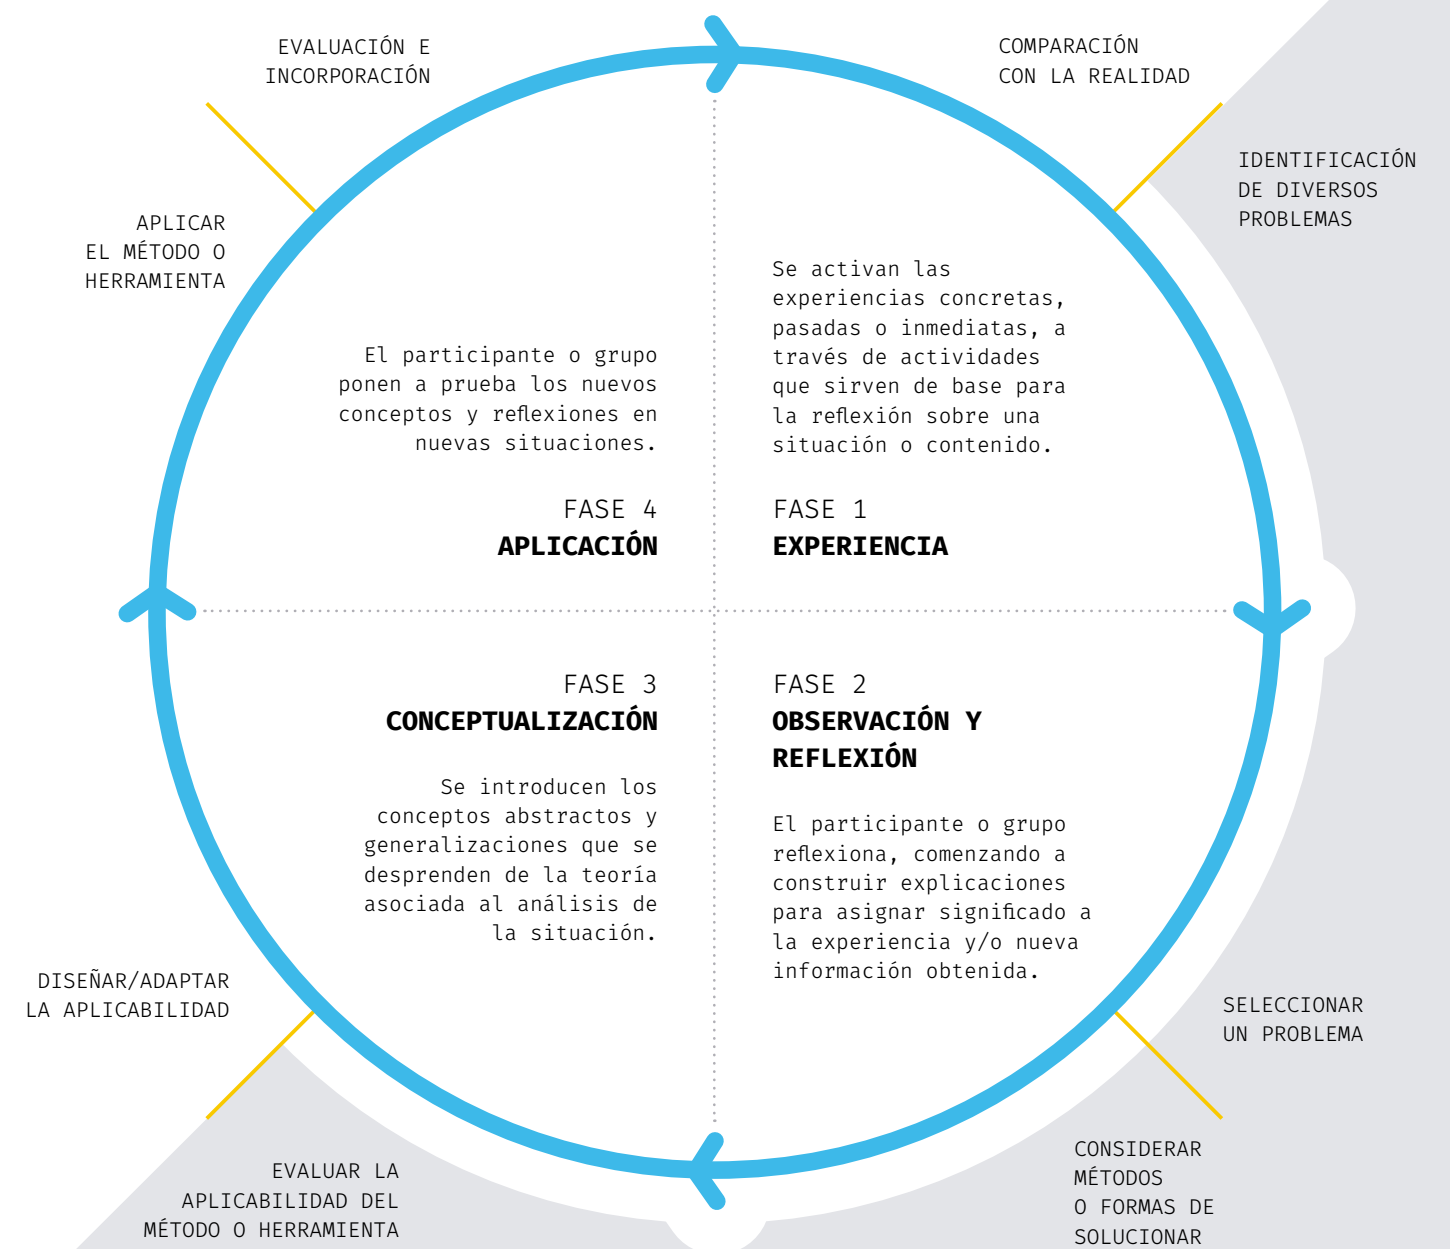 EVALUACIÓN E
INCORPORACIÓN
COMPARACIÓN
CON LA REALIDAD
IDENTIFICACIÓN
DE DIVERSOS
PROBLEMAS
APLICAR
EL MÉTODO O
HERRAMIENTA
Se activan las
experiencias concretas,
pasadas o inmediatas, a
través de actividades
que sirven de base para
la reflexión sobre una
situación o contenido.
El participante o grupo
ponen a prueba los nuevos
conceptos y reflexiones en
nuevas situaciones.
FASE 4
APLICACIÓN
FASE 1
EXPERIENCIA
FASE 3
CONCEPTUALIZACIÓN
Se introducen los
conceptos abstractos y
generalizaciones que se
desprenden de la teoría
asociada al análisis de
la situación.
FASE 2
OBSERVACIÓN Y
REFLEXIÓN
El participante o grupo
reflexiona, comenzando a
construir explicaciones
para asignar significado a
la experiencia y/o nueva
información obtenida.
DISEÑAR/ADAPTAR
LA APLICABILIDAD
SELECCIONAR
UN PROBLEMA
EVALUAR LA
APLICABILIDAD DEL
MÉTODO O HERRAMIENTA
CONSIDERAR
MÉTODOS
O FORMAS DE
SOLUCIONAR